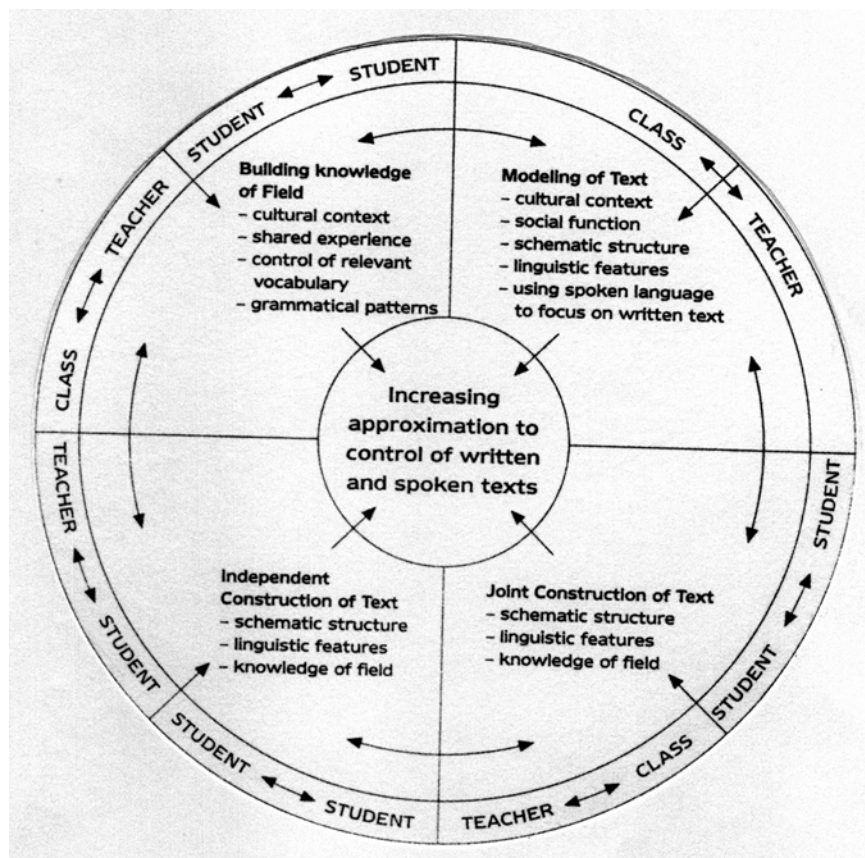 STUDENT ↔ STUDENT
CLASS ↔ TEACHER
CLASS ↔ TEACHER
Building knowledge
of Field
– cultural context
– shared experience
– control of relevant
vocabulary
– grammatical patterns
Modeling of Text
– cultural context
– social function
– schematic structure
– linguistic features
– using spoken language
to focus on written text
Increasing
approximation to
control of written
and spoken texts
Independent
Construction of Text
– schematic structure
– linguistic features
– knowledge of field
Joint Construction of Text
– schematic structure
– linguistic features
– knowledge of field
TEACHER ↔ STUDENT
STUDENT ↔ STUDENT
TEACHER ↔ CLASS
STUDENT ↔ STUDENT